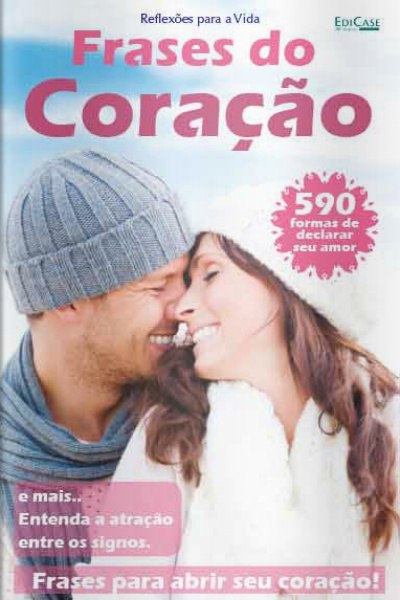 Reflexões para a Vida
EDICASE
Frases do
Coração
590
formas de
declarar
seu amor
e mais..
Entenda a atração
entre os signos.
Frases para abrir seu coração!